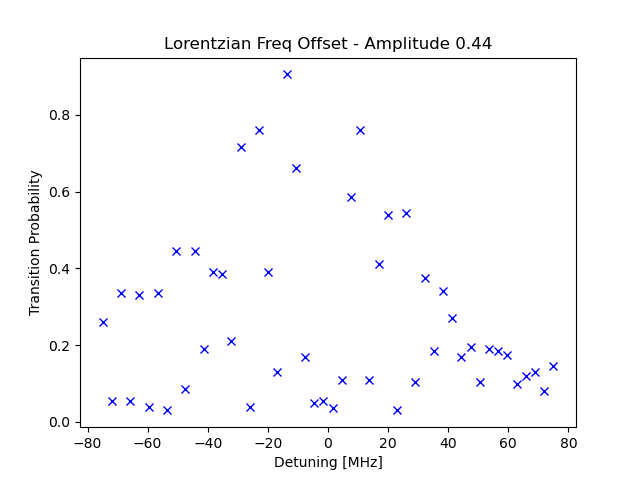 Lorentzian Freq Offset - Amplitude 0.44
Transition Probability
0.8
0.6
0.4
0.2
0.0
−80 −60 −40 −20 0 20 40 60 80
Detuning [MHz]